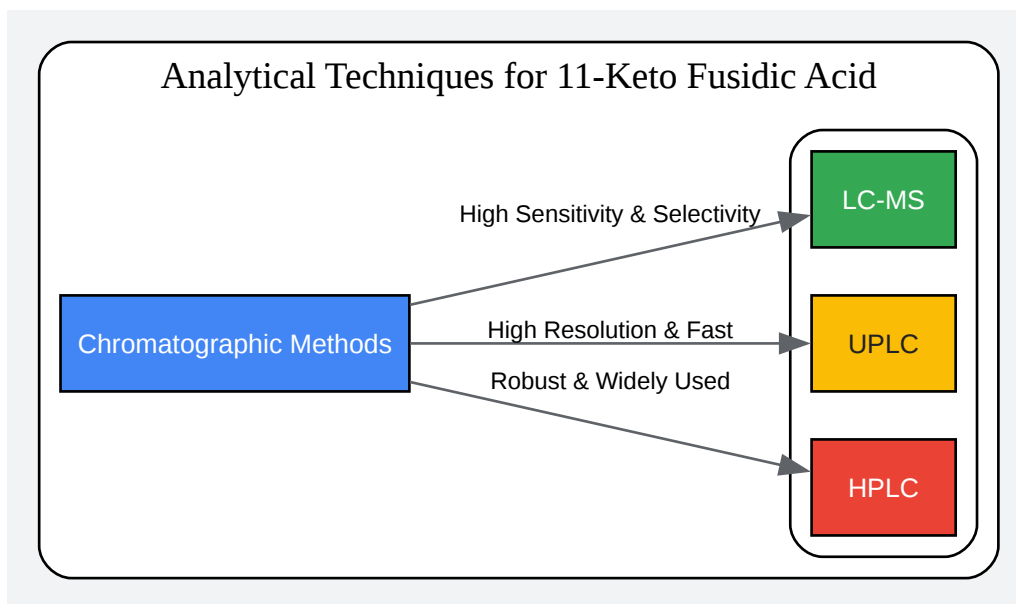 Analytical Techniques for 11-Keto Fusidic Acid
LC-MS
High Sensitivity & Selectivity
Chromatographic Methods
High Resolution & Fast
UPLC
Robust & Widely Used
HPLC